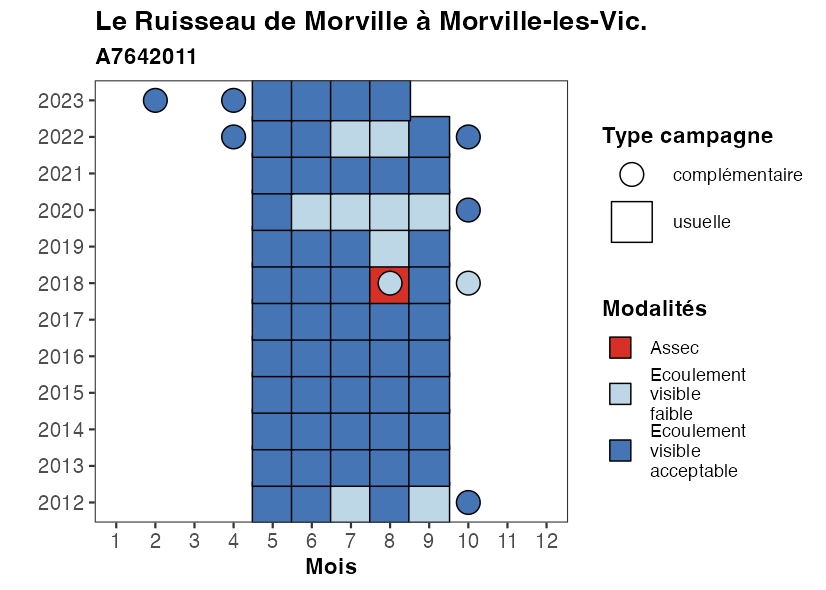 Le Ruisseau de Morville à Morville-les-Vic.
A7642011
2023
2022
2021
2020
2019
2018
2017
2016
2015
2014
2013
2012
1 2 3 4 5 6 7 8 9 10 11 12
Mois
Type campagne
complémentaire
usuelle
Modalités
Assec
Ecoulement
visible
faible
Ecoulement
visible
acceptable